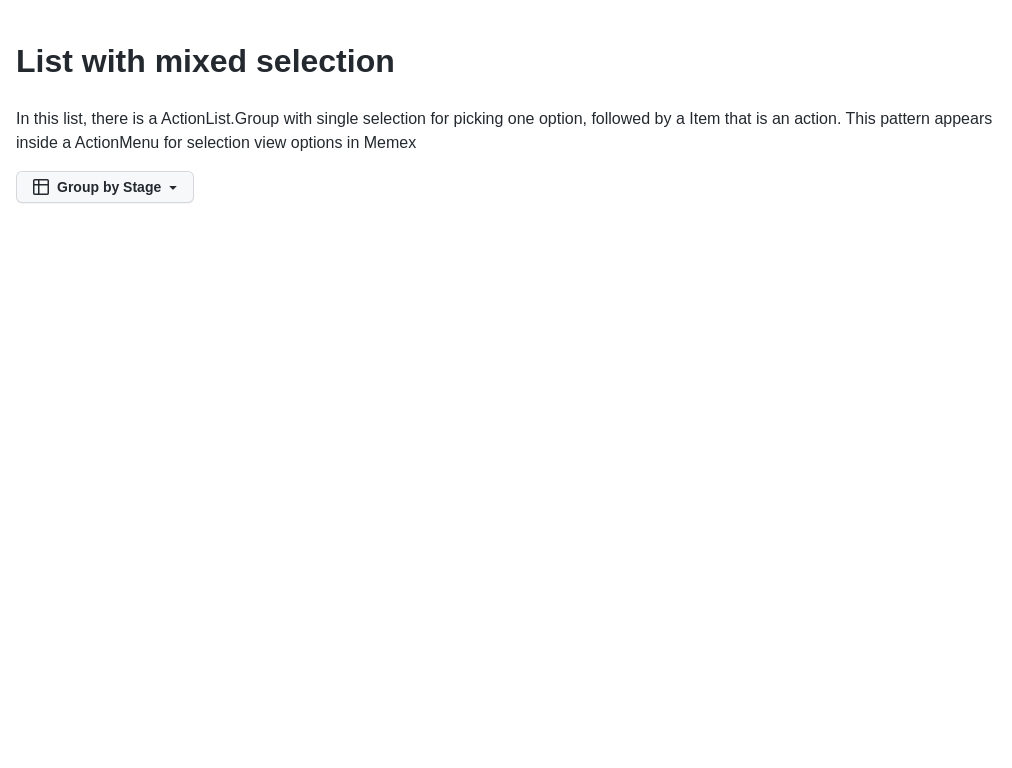 List with mixed selection
In this list, there is a ActionList.Group with single selection for picking one option, followed by a Item that is an action. This pattern appears
inside a ActionMenu for selection view options in Memex
Group by Stage